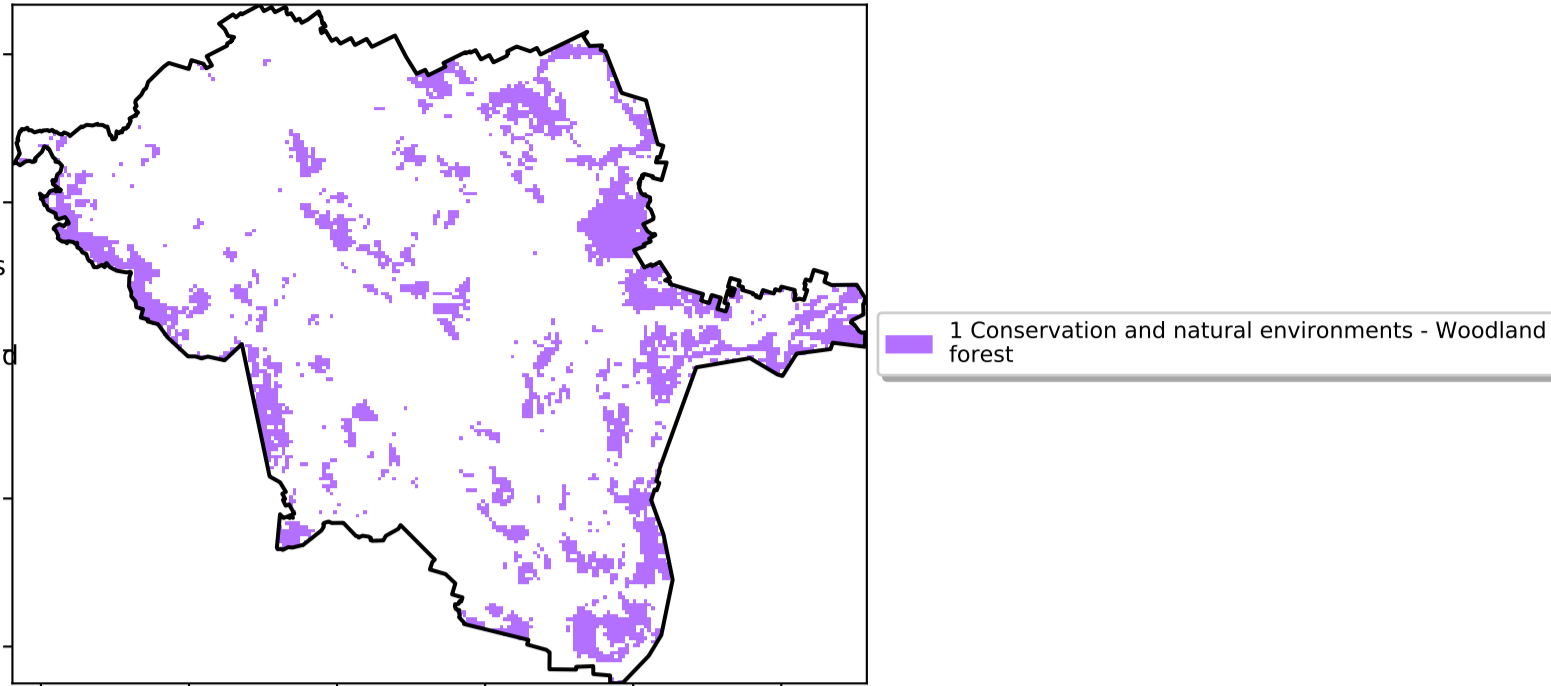 s
d
1 Conservation and natural environments - Woodland
forest